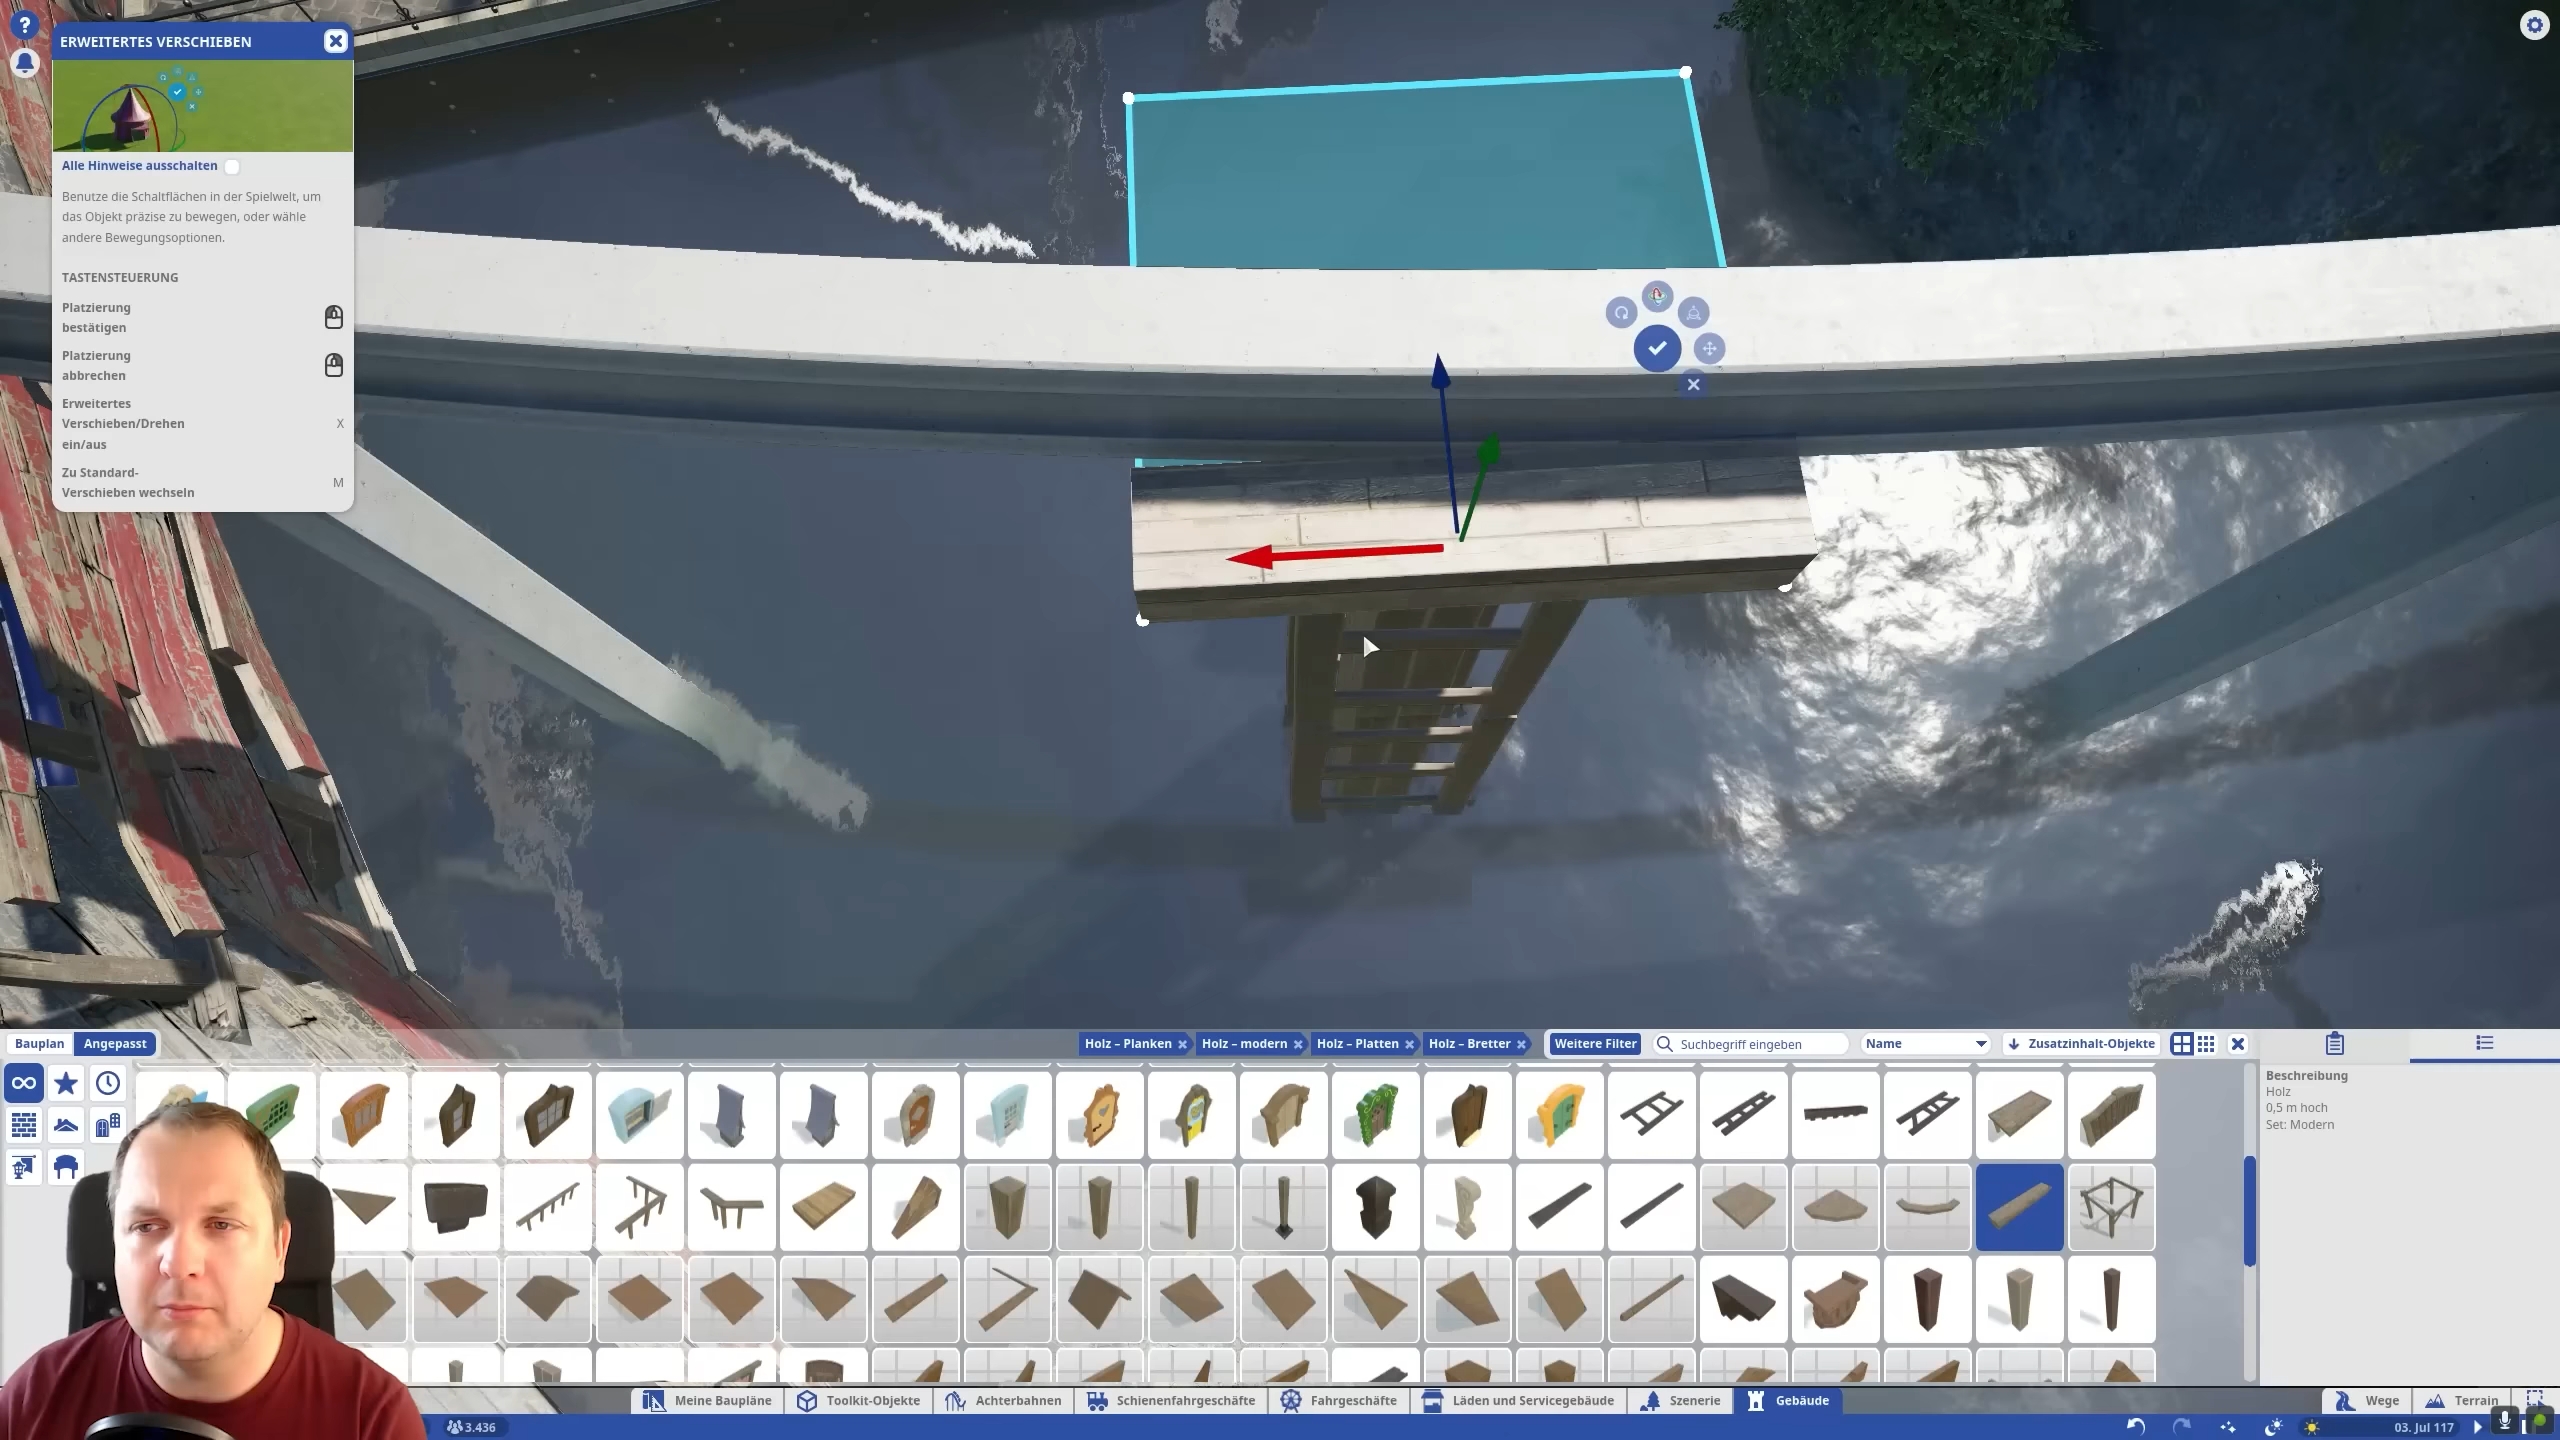 ERWEITERTES VERSCHIEBEN
Alle Hinweise ausschalten
Benutze die Schaltflächen in der Spielwelt, um
das Objekt präzise zu bewegen, oder wähle
andere Bewegungsoptionen.
TASTENSTEUERUNG
Platzierung
bestätigen
Platzierung
abbrechen
Erweitertes
Verschieben/Drehen X
ein/aus
Zu Standard-
Verschieben wechseln M
Bauplan Angepasst Holz – Planken Holz – modern Holz – Platten Holz – Bretter Weitere Filter Suchbegriff eingeben Name Zusatzinhalt-Objekte
Beschreibung
Holz
0,5 m hoch
Set: Modern
Meine Baupläne Toolkit-Objekte Achterbahnen Schienenfahrgeschäfte Fahrgeschäfte Läden und Servicegebäude Szenerie Gebäude Wege Terrain
3.436 03. Jul 117